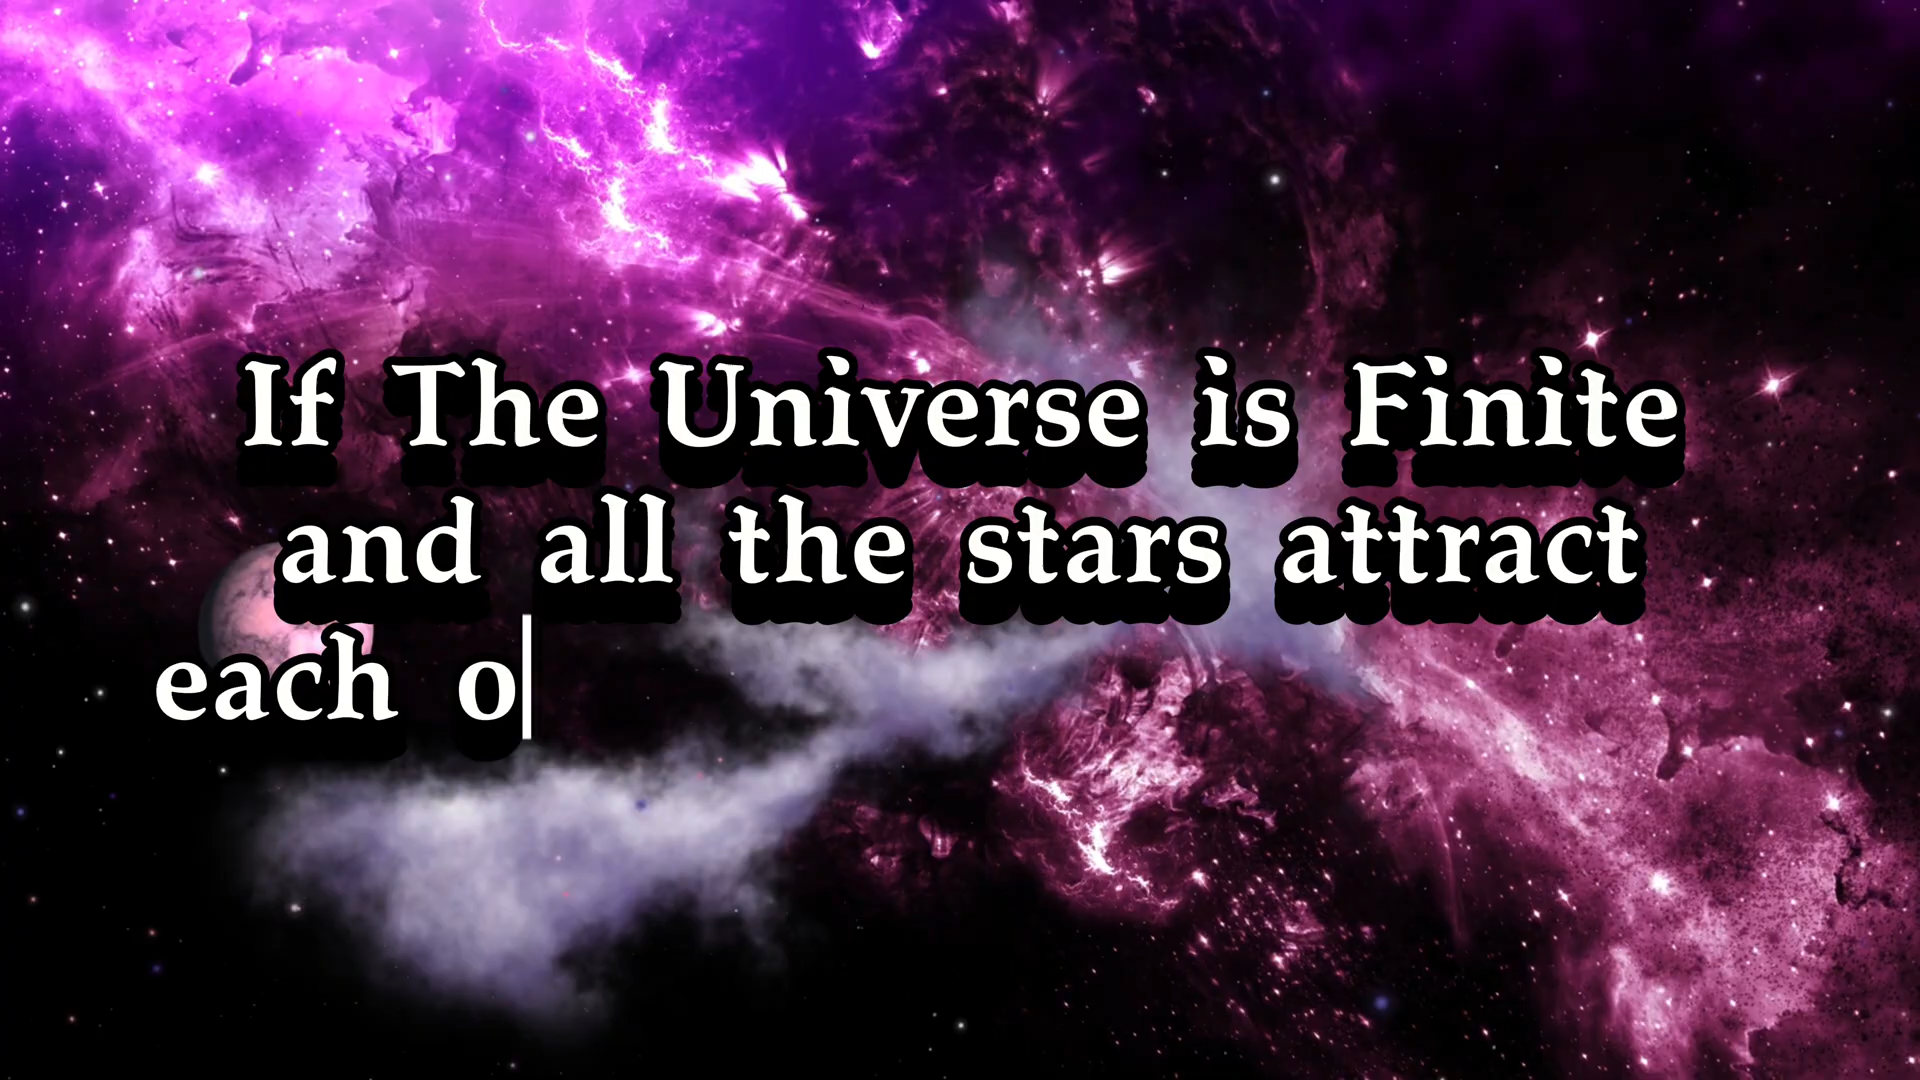 If The Universe is Finite
and all the stars attract
each o